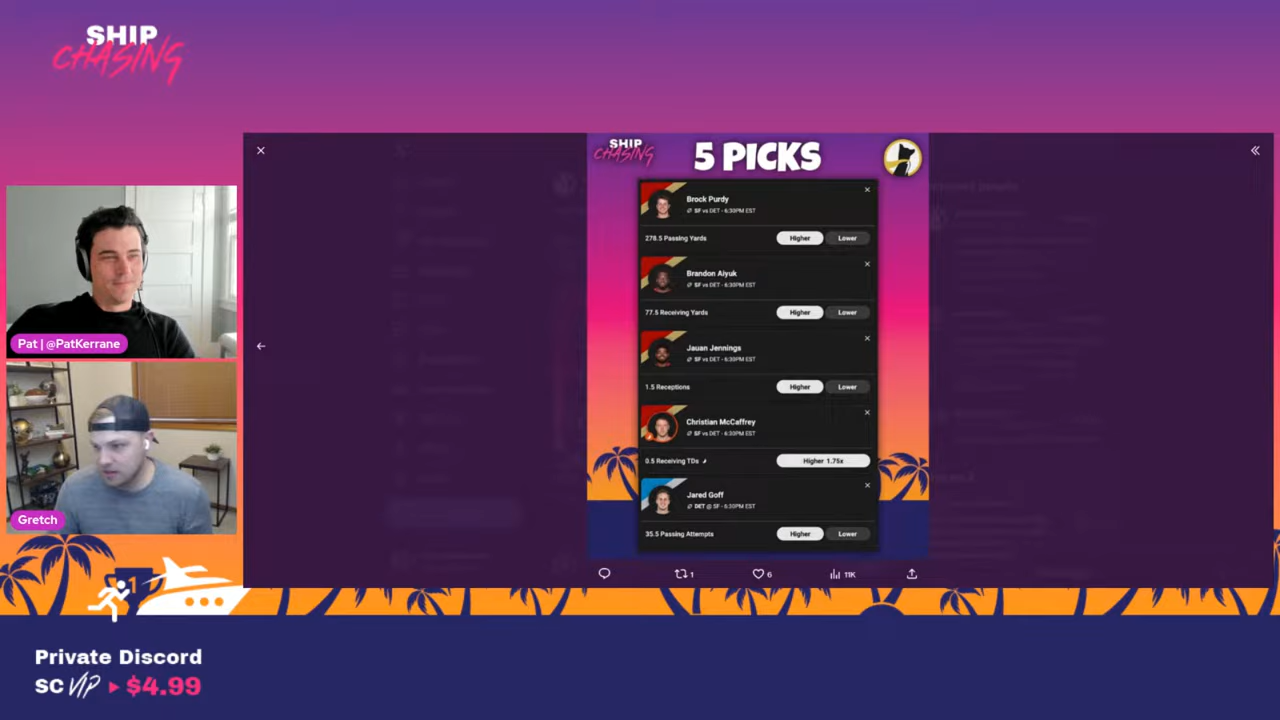 SHIP
CHASING
SHIP
CHASING
5 PICKS
Brock Purdy
SF vs DET - 6:30PM EST
278.5 Passing Yards
Higher
Lower
Brandon Aiyuk
SF vs DET - 6:30PM EST
77.5 Receiving Yards
Higher
Lower
Jauan Jennings
SF vs DET - 6:30PM EST
1.5 Receptions
Higher
Lower
Christian McCaffrey
SF vs DET - 6:30PM EST
0.5 Receiving TDs
Higher 1.75x
Jared Goff
DET @ SF - 6:30PM EST
35.5 Passing Attempts
Higher
Lower
1
6
11K
Pat | @PatKerrane
Gretch
1
Private Discord
SC VIP $4.99